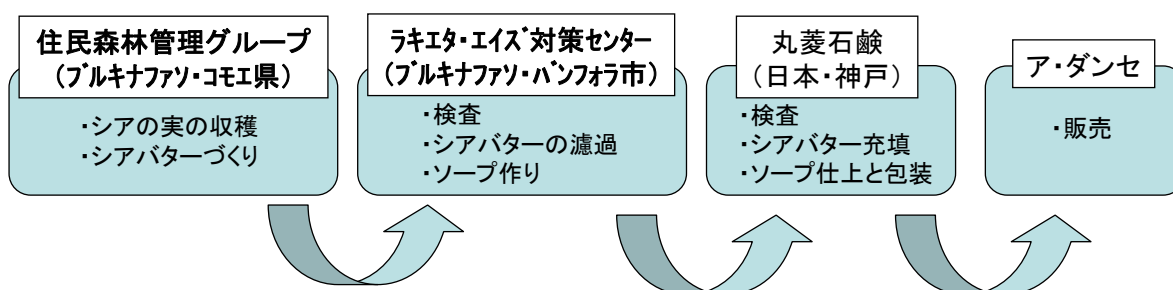 住民森林管理グループ
（ブルキナファソ・コモエ県）
・シアの実の収穫
・シアバターづくり
ラキエタ・エイズ対策センター
（ブルキナファソ・バンフォラ市）
・検査
・シアバターの濾過
・ソープ作り
丸菱石鹸
（日本・神戸）
・検査
・シアバター充填
・ソープ仕上と包装
ア・ダンセ
・販売